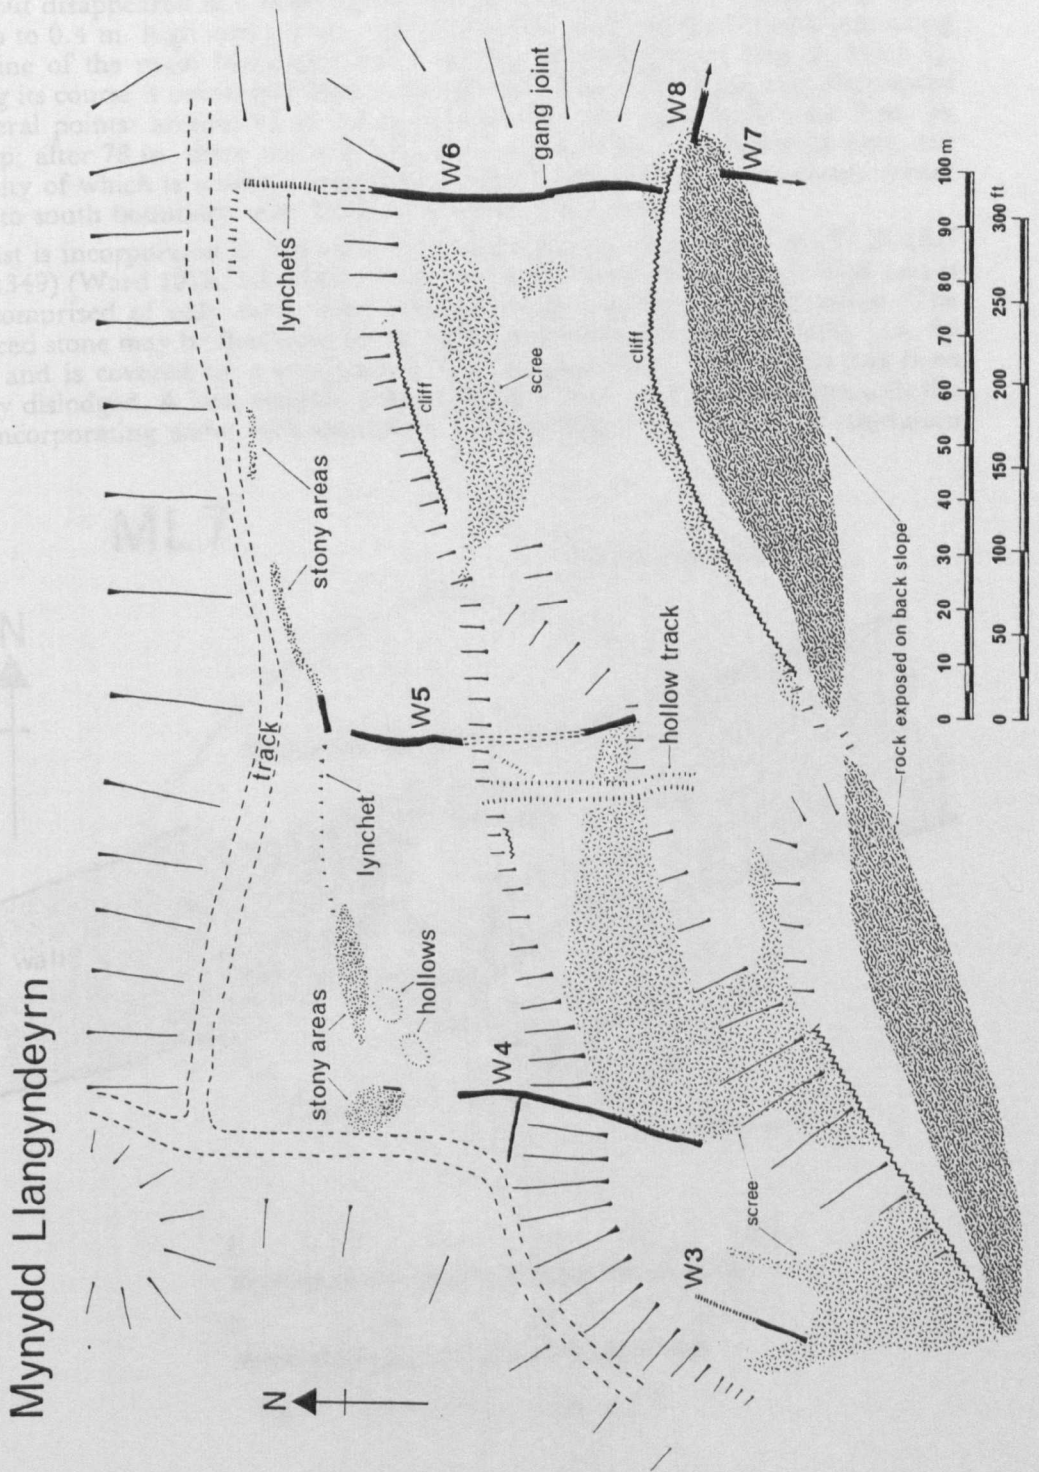 Mynydd Llangyndeyrn
N
track
lynchets
stony areas
lynchet
stony areas
hollows
W6
gang joint
W8
W7
cliff
scree
cliff
W5
hollow track
W4
scree
W3
rock exposed on back slope
0 10 20 30 40 50 60 70 80 90 100 m
0 50 100 150 200 250 300 ft